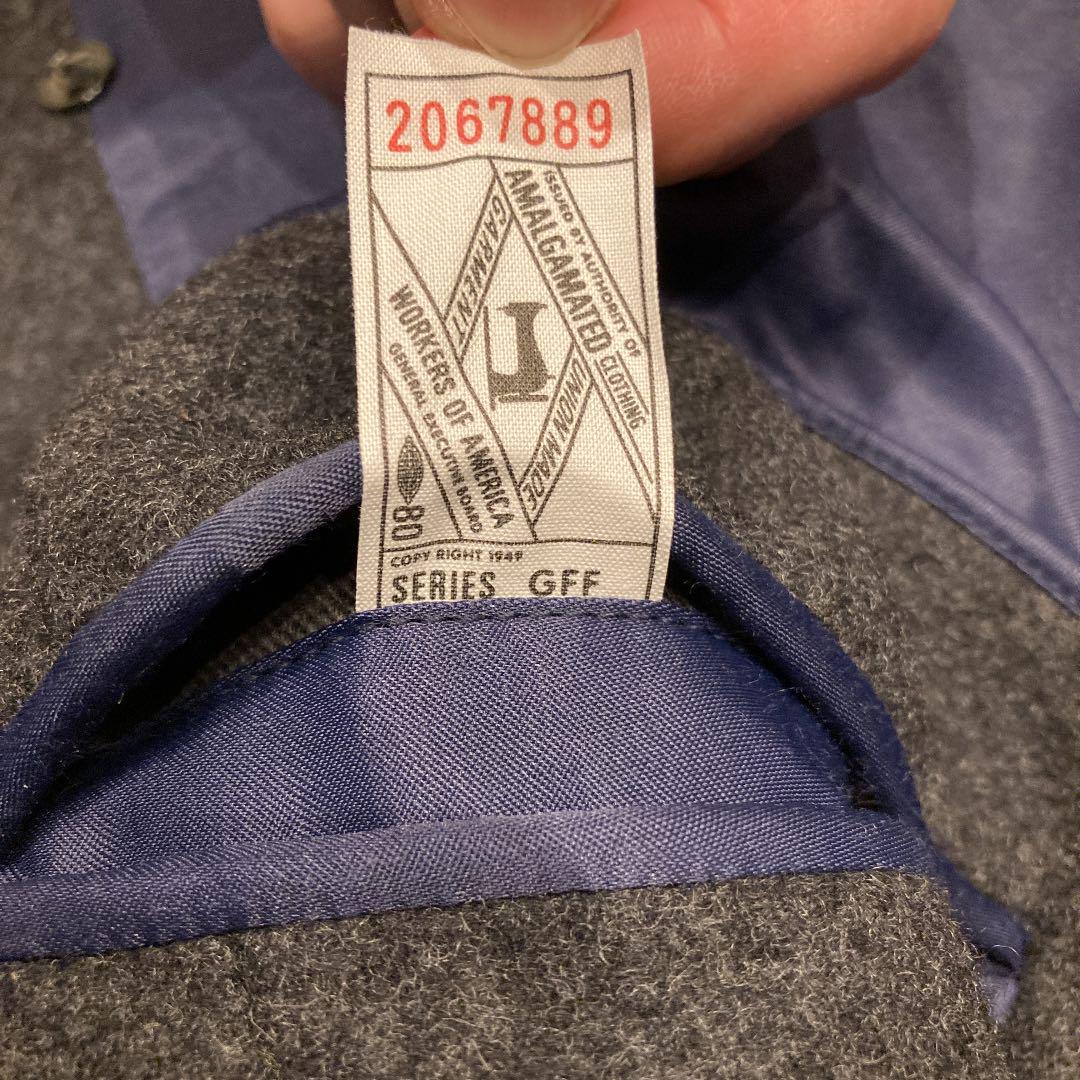 2067889
ISSUED BY AUTHORITY OF
AMALGAMATED CLOTHING
GARMENT
WORKERS OF AMERICA
GENERAL EXECUTIVE BOARD
UNION MADE
80
COPY RIGHT 1949
SERIES GFF